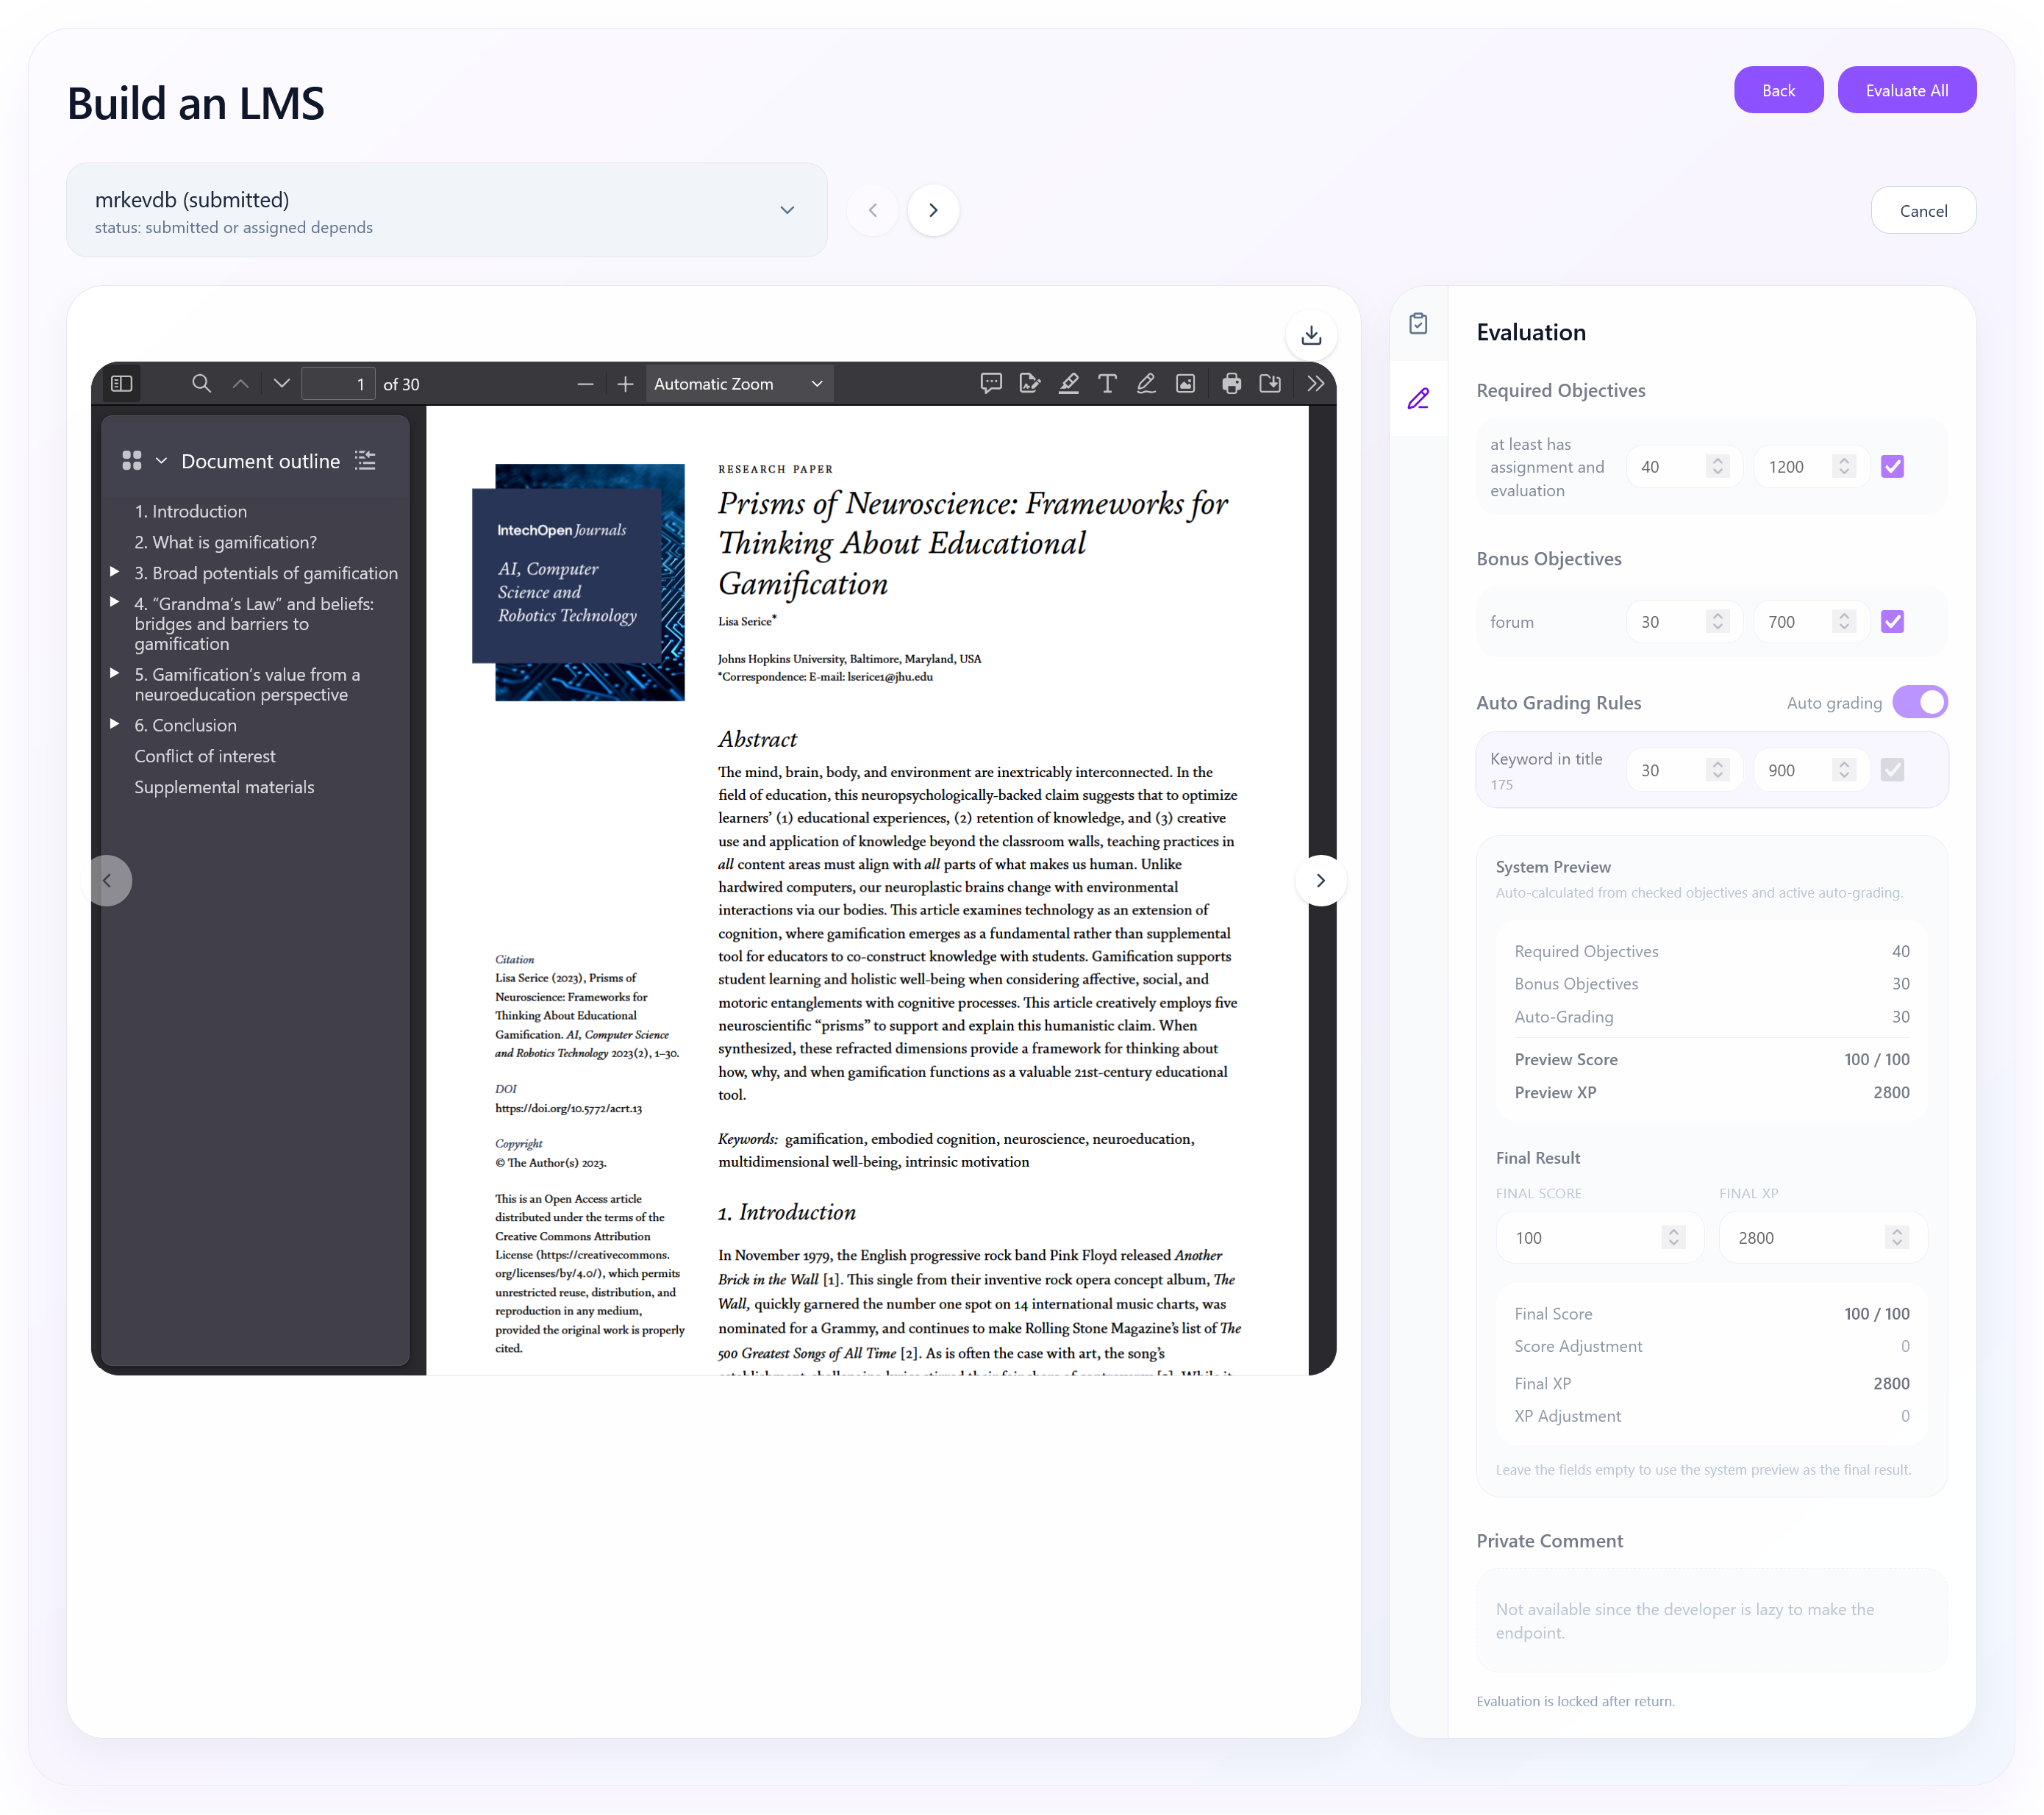 Build an LMS
Back
Evaluate All
mrkevdb (submitted)
status: submitted or assigned depends
Cancel
1
of 30
Automatic Zoom
Document outline
1. Introduction
2. What is gamification?
3. Broad potentials of gamification
4. “Grandma’s Law” and beliefs:
bridges and barriers to
gamification
5. Gamification’s value from a
neuroeducation perspective
6. Conclusion
Conflict of interest
Supplemental materials
IntechOpen Journals
AI, Computer
Science and
Robotics Technology
RESEARCH PAPER
Prisms of Neuroscience: Frameworks for
Thinking About Educational
Gamification
Lisa Serice*
Johns Hopkins University, Baltimore, Maryland, USA
*Correspondence: E-mail: lserice1@jhu.edu
Abstract
The mind, brain, body, and environment are inextricably interconnected. In the
field of education, this neuropsychologically-backed claim suggests that to optimize
learners’ (1) educational experiences, (2) retention of knowledge, and (3) creative
use and application of knowledge beyond the classroom walls, teaching practices in
all content areas must align with all parts of what makes us human. Unlike
hardwired computers, our neuroplastic brains change with environmental
interactions via our bodies. This article examines technology as an extension of
cognition, where gamification emerges as a fundamental rather than supplemental
tool for educators to co-construct knowledge with students. Gamification supports
student learning and holistic well-being when considering affective, social, and
motoric entanglements with cognitive processes. This article creatively employs five
neuroscientific “prisms” to support and explain this humanistic claim. When
synthesized, these refracted dimensions provide a framework for thinking about
how, why, and when gamification functions as a valuable 21st-century educational
tool.
Keywords: gamification, embodied cognition, neuroscience, neuroeducation,
multidimensional well-being, intrinsic motivation
1. Introduction
In November 1979, the English progressive rock band Pink Floyd released Another
Brick in the Wall [1]. This single from their inventive rock opera concept album, The
Wall, quickly garnered the number one spot on 14 international music charts, was
nominated for a Grammy, and continues to make Rolling Stone Magazine’s list of The
500 Greatest Songs of All Time [2]. As is often the case with art, the song’s
Citation
Lisa Serice (2023), Prisms of
Neuroscience: Frameworks for
Thinking About Educational
Gamification. AI, Computer Science
and Robotics Technology 2023(2), 1–30.
DOI
https://doi.org/10.5772/acrt.13
Copyright
© The Author(s) 2023.
This is an Open Access article
distributed under the terms of the
Creative Commons Attribution
License (https://creativecommons.
org/licenses/by/4.0/), which permits
unrestricted reuse, distribution, and
reproduction in any medium,
provided the original work is properly
cited.
Evaluation
Required Objectives
at least has
assignment and
evaluation
40
1200
Bonus Objectives
forum
30
700
Auto Grading Rules
Auto grading
Keyword in title
175
30
900
System Preview
Auto-calculated from checked objectives and active auto-grading.
Required Objectives 40
Bonus Objectives 30
Auto-Grading 30
Preview Score 100 / 100
Preview XP 2800
Final Result
FINAL SCORE
FINAL XP
100
2800
Final Score 100 / 100
Score Adjustment 0
Final XP 2800
XP Adjustment 0
Leave the fields empty to use the system preview as the final result.
Private Comment
Not available since the developer is lazy to make the
endpoint.
Evaluation is locked after return.